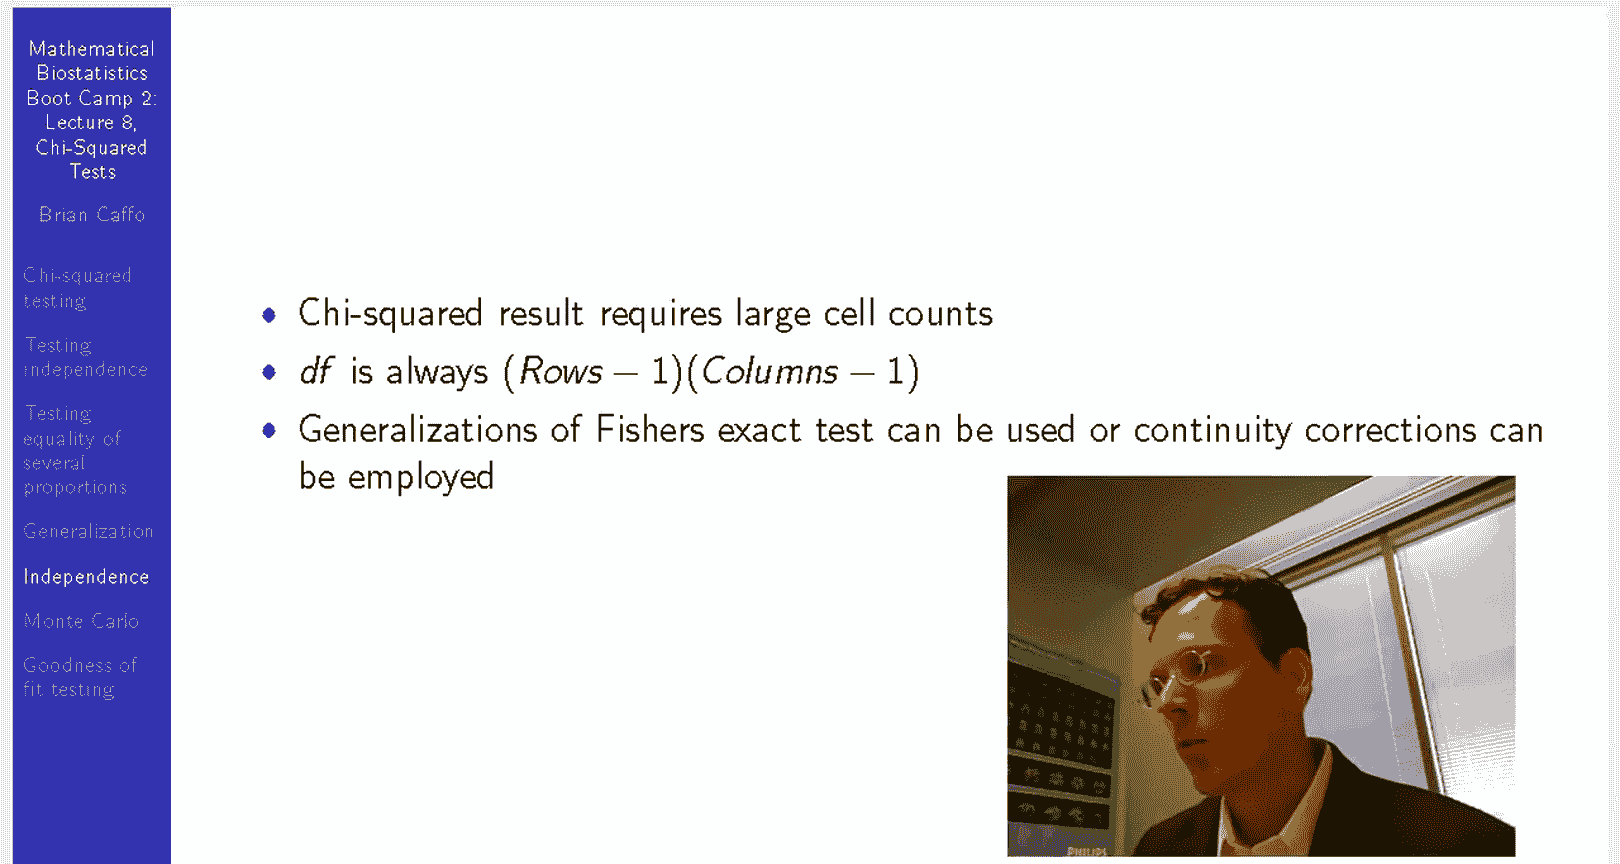 Mathematical
Biostatistics
Boot Camp 2:
Lecture 8,
Chi-Squared
Tests
Brian Caffo
Chi-squared
testing
Testing
independence
Testing
equality of
several
proportions
Generalization
Independence
Monte Carlo
Goodness of
fit testing
• Chi-squared result requires large cell counts
• df is always (Rows − 1)(Columns − 1)
• Generalizations of Fishers exact test can be used or continuity corrections can
be employed
PHILIPS